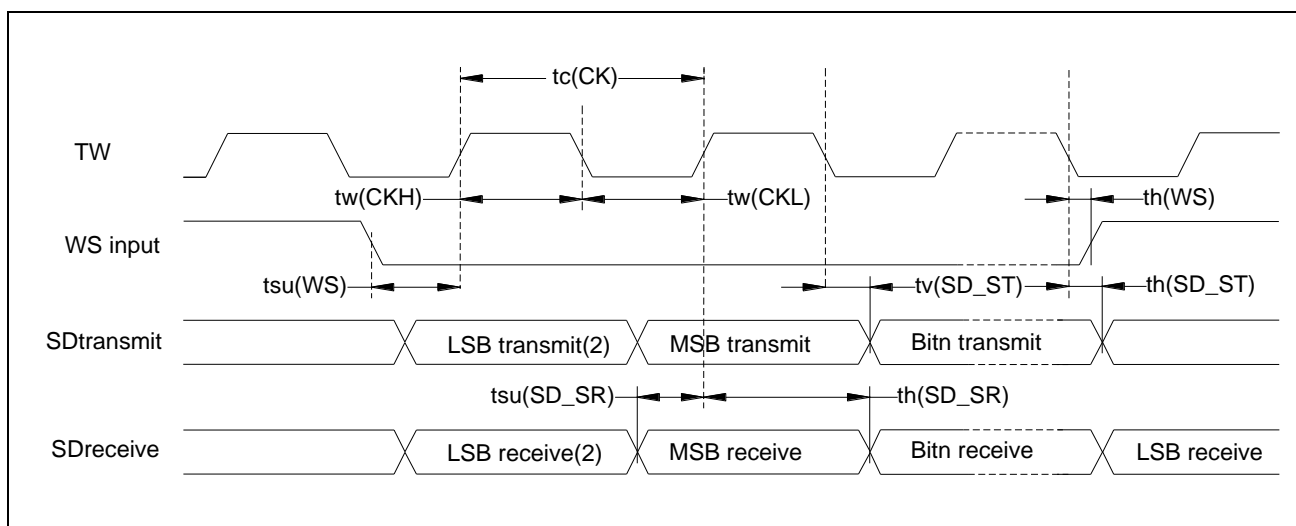 tc(CK)
TW
tw(CKH)
tw(CKL)
th(WS)
WS input
tsu(WS)
tv(SD_ST)
th(SD_ST)
SDtransmit
LSB transmit(2)
MSB transmit
Bitn transmit
tsu(SD_SR)
th(SD_SR)
SDreceive
LSB receive(2)
MSB receive
Bitn receive
LSB receive